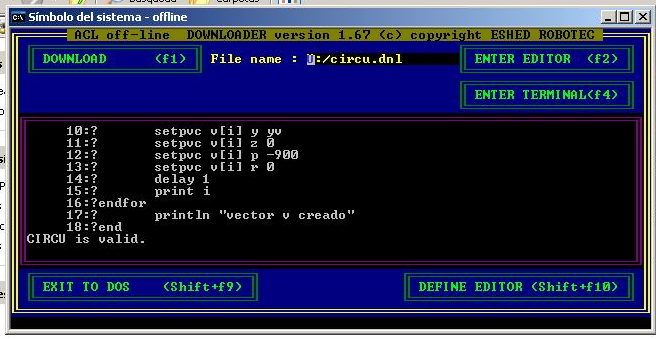 Símbolo del sistema - offline
ACL off-line DOWNLOADER version 1.67 (c) copyright ESHED ROBOTEC
DOWNLOAD (f1) File name : D:/circu.dnl ENTER EDITOR (f2)
ENTER TERMINAL(f4)
10:? setpvc v[i] y yv
11:? setpvc v[i] z 0
12:? setpvc v[i] p -900
13:? setpvc v[i] r 0
14:? delay 1
15:? print i
16:?endfor
17:? println "vector v creado"
18:?end
CIRCU is valid.
EXIT TO DOS (Shift+f9) DEFINE EDITOR (Shift+f10)